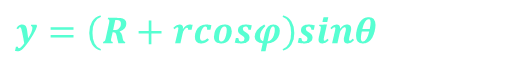 y = (R + rcosφ)sinθ